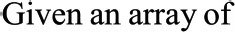 Given an array of